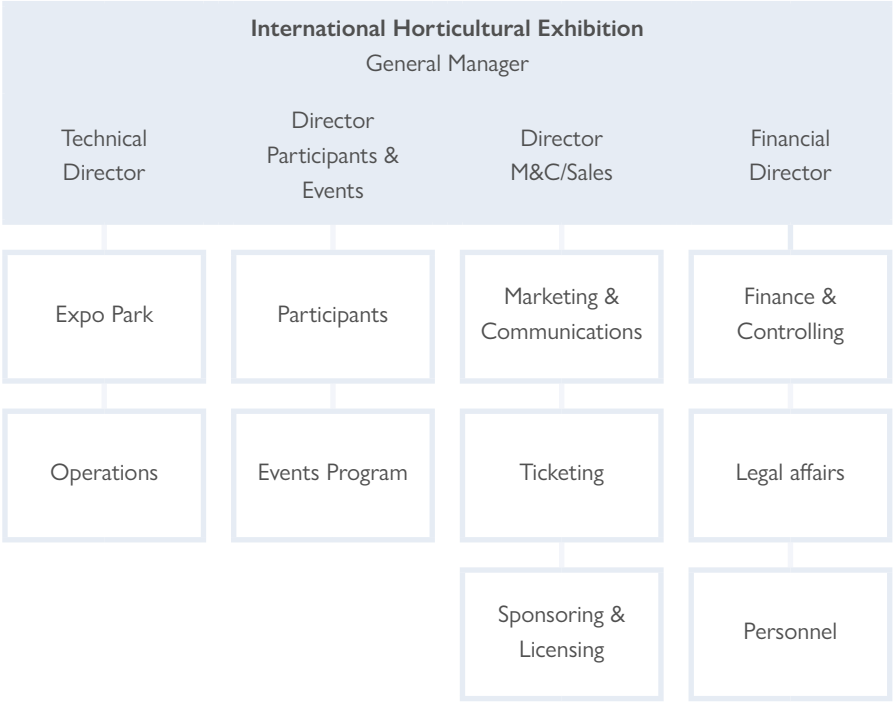 International Horticultural Exhibition
General Manager
Technical
Director
Director
Participants &
Events
Director
M&C/Sales
Financial
Director
Expo Park
Participants
Marketing &
Communications
Finance &
Controlling
Operations
Events Program
Ticketing
Legal affairs
Sponsoring &
Licensing
Personnel